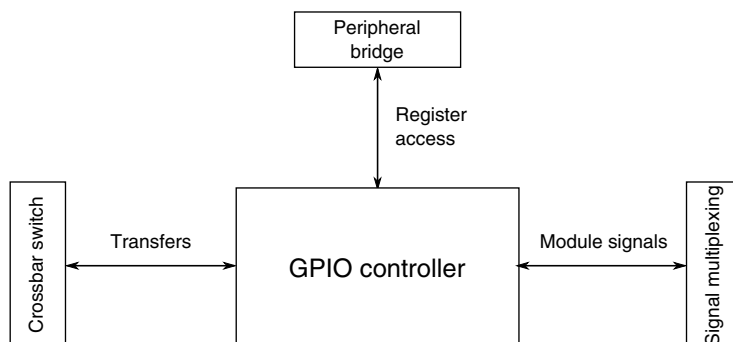 Peripheral
bridge
Register
access
Crossbar switch
Transfers
GPIO controller
Module signals
Signal multiplexing